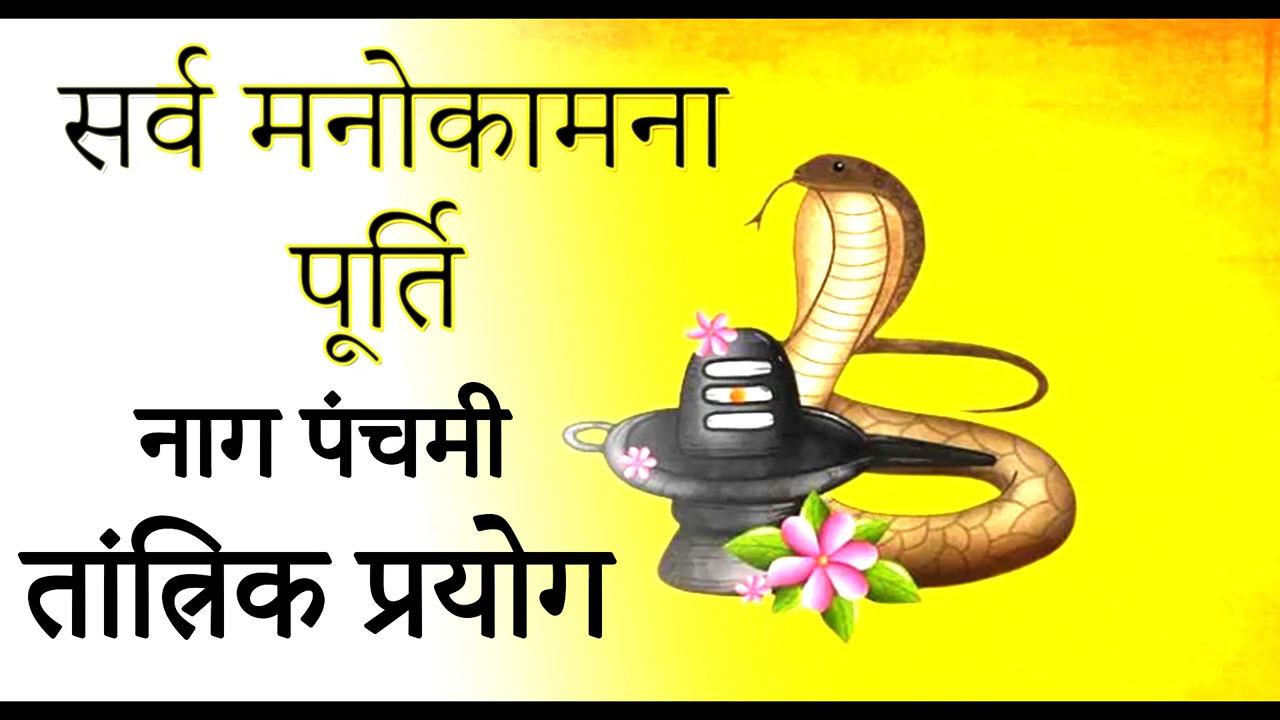 सर्व मनोकामना
पूर्ति
नाग पंचमी
तांत्रिक प्रयोग